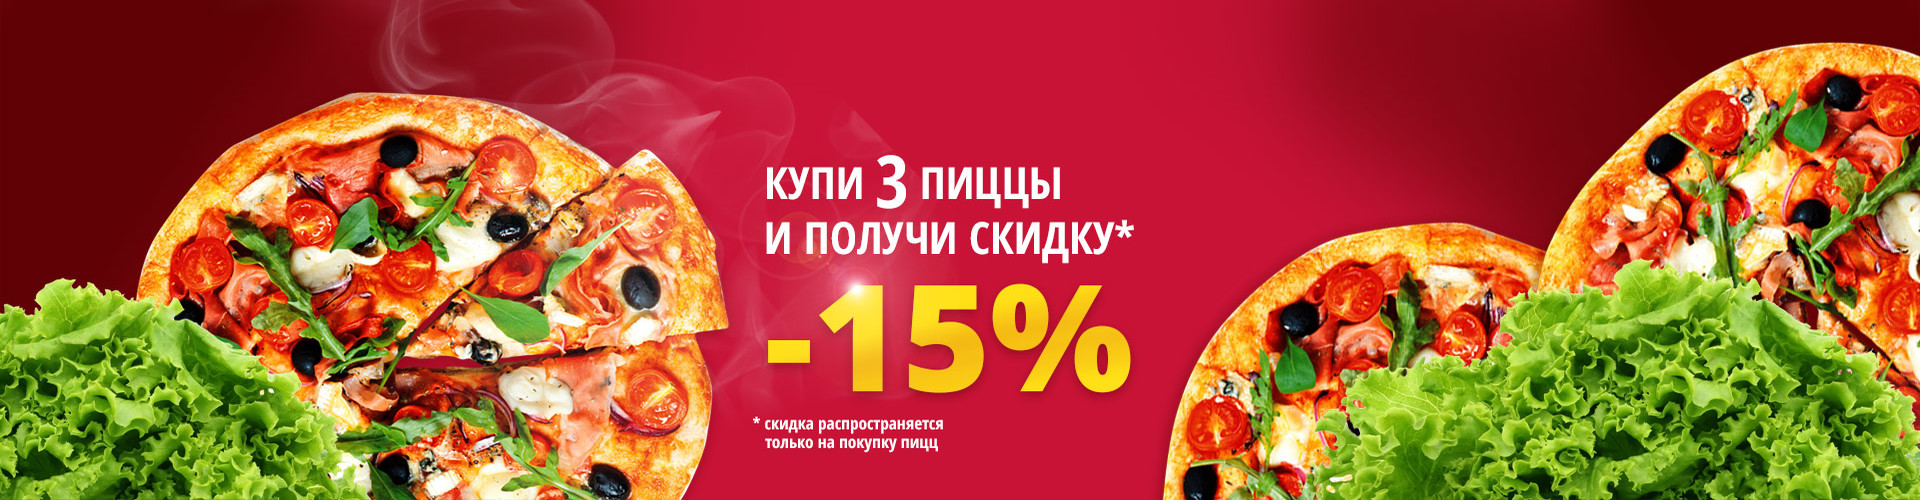 КУПИ 3 ПИЦЦЫ
И ПОЛУЧИ СКИДКУ*
-15%
* скидка распространяется
только на покупку пицц